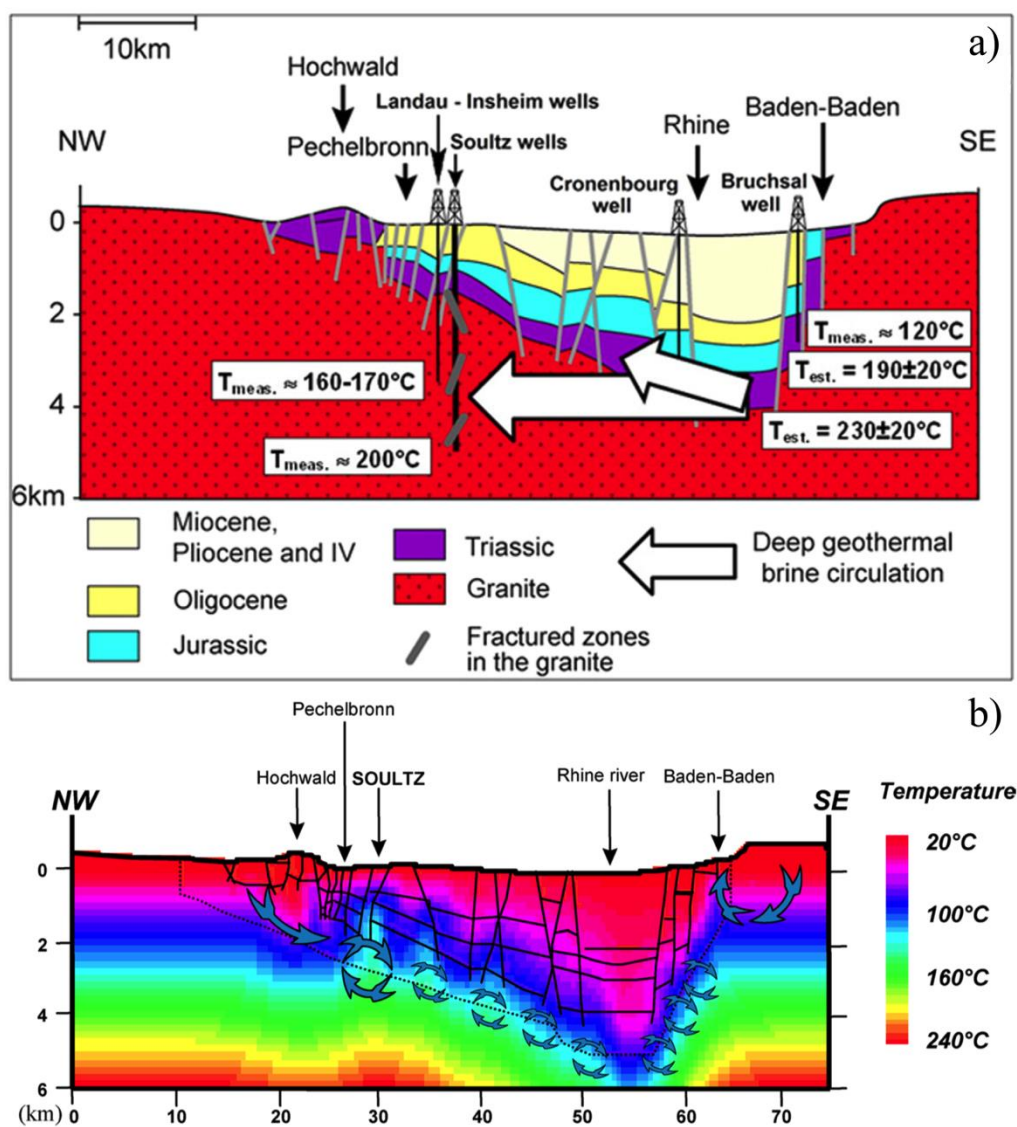 a)
10km
Hochwald
Landau - Insheim wells
Baden-Baden
Rhine
NW
Pechelbronn
Soultz wells
SE
Cronenbourg
well
Bruchsal
well
0
2
4
6km
Tmeas. ≈ 120°C
Test. = 190±20°C
Tmeas. ≈ 160-170°C
Test. = 230±20°C
Tmeas. ≈ 200°C
Miocene,
Pliocene and IV
Oligocene
Jurassic
Triassic
Granite
Fractured zones
in the granite
Deep geothermal
brine circulation
b)
Pechelbronn
Hochwald
SOULTZ
Rhine river
Baden-Baden
NW
SE
Temperature
20°C
100°C
160°C
240°C
0
2
4
6
(km)
0
10
20
30
40
50
60
70